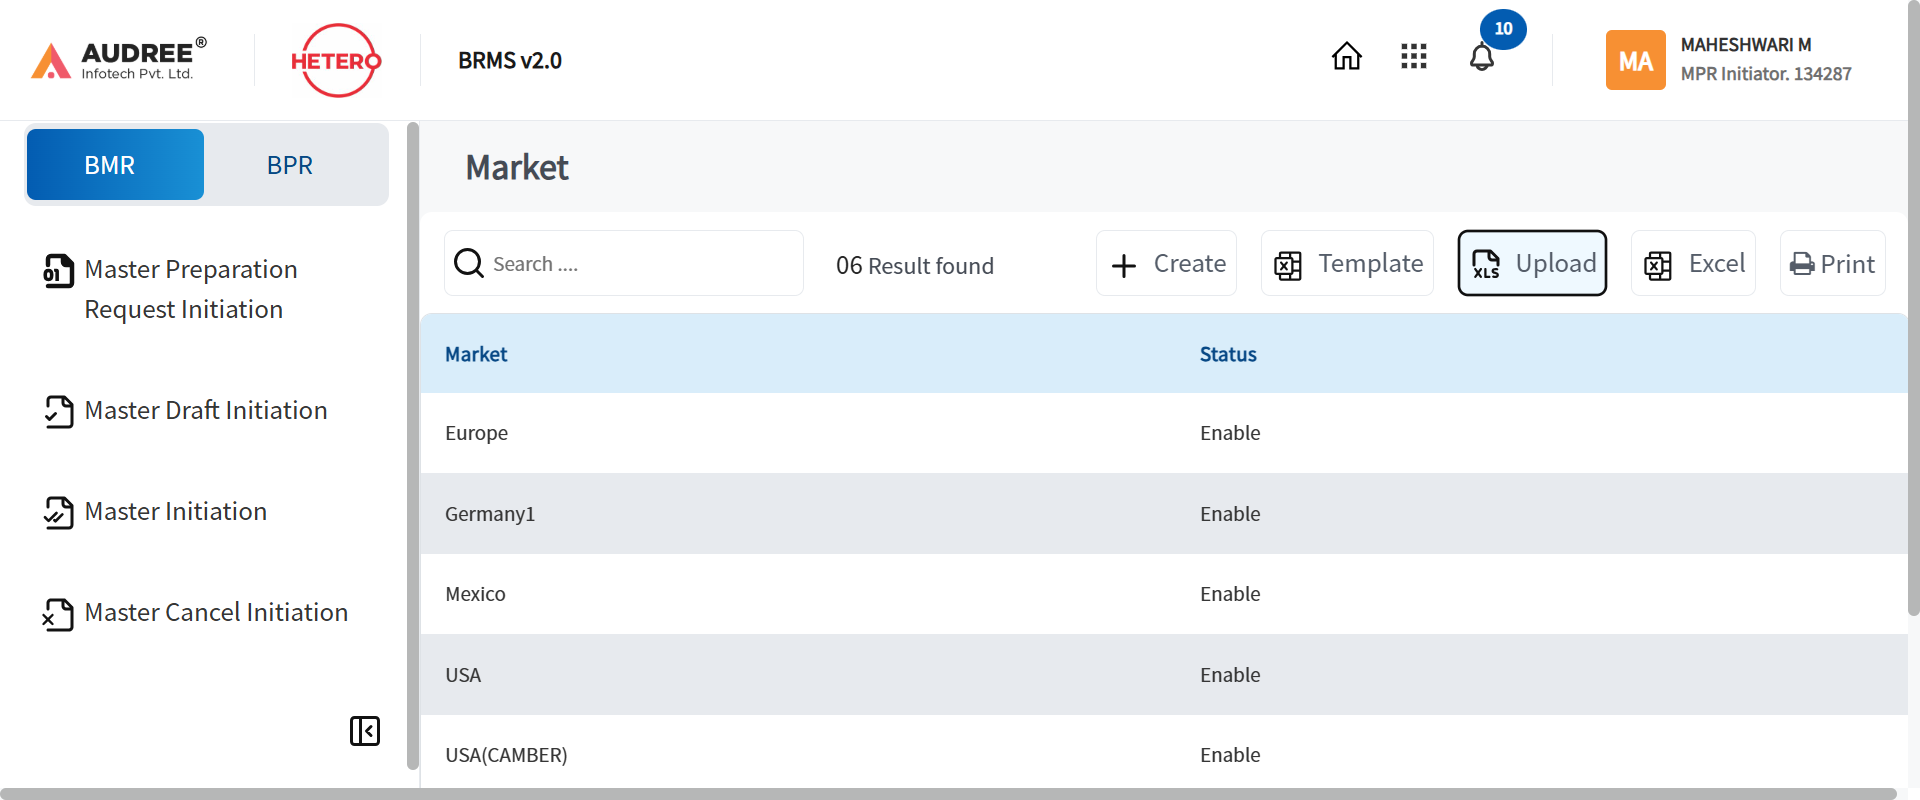 AUDREE®
Infotech Pvt. Ltd.
HETERO
BRMS v2.0
10
MA
MAHESHWARI M
MPR Initiator. 134287
BMR
BPR
Master Preparation
Request Initiation
Master Draft Initiation
Master Initiation
Master Cancel Initiation
Market
Search ....
06 Result found
Create
Template
XLS
Upload
Excel
Print
Market Status
Europe Enable
Germany1 Enable
Mexico Enable
USA Enable
USA(CAMBER) Enable